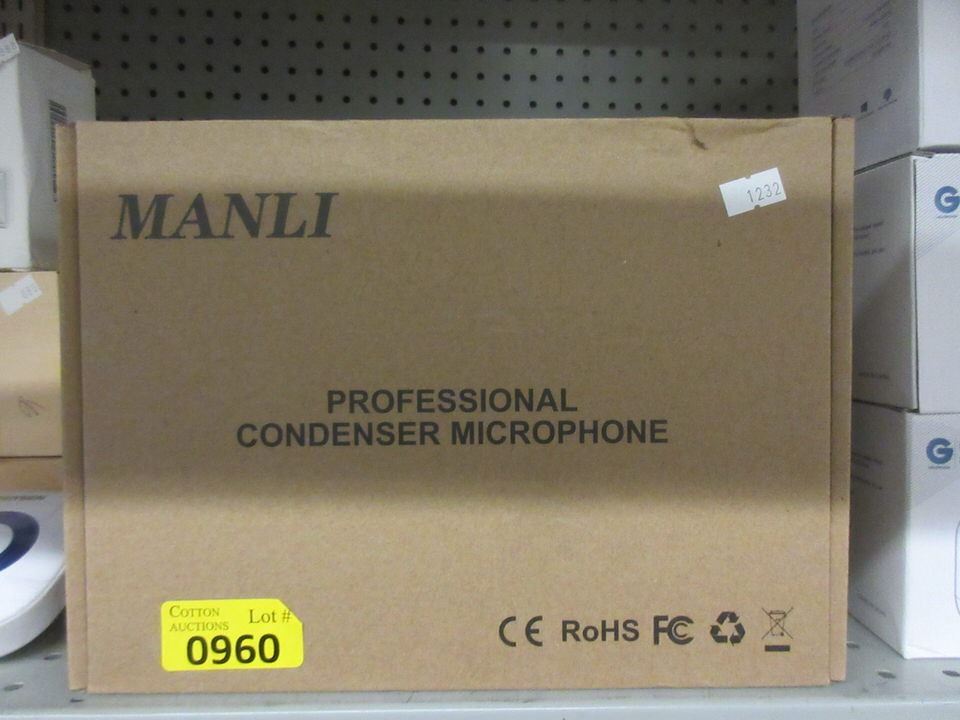 MANLI
1232
PROFESSIONAL
CONDENSER MICROPHONE
COTTON
AUCTIONS
Lot #
0960
CE RoHS FC
G
G